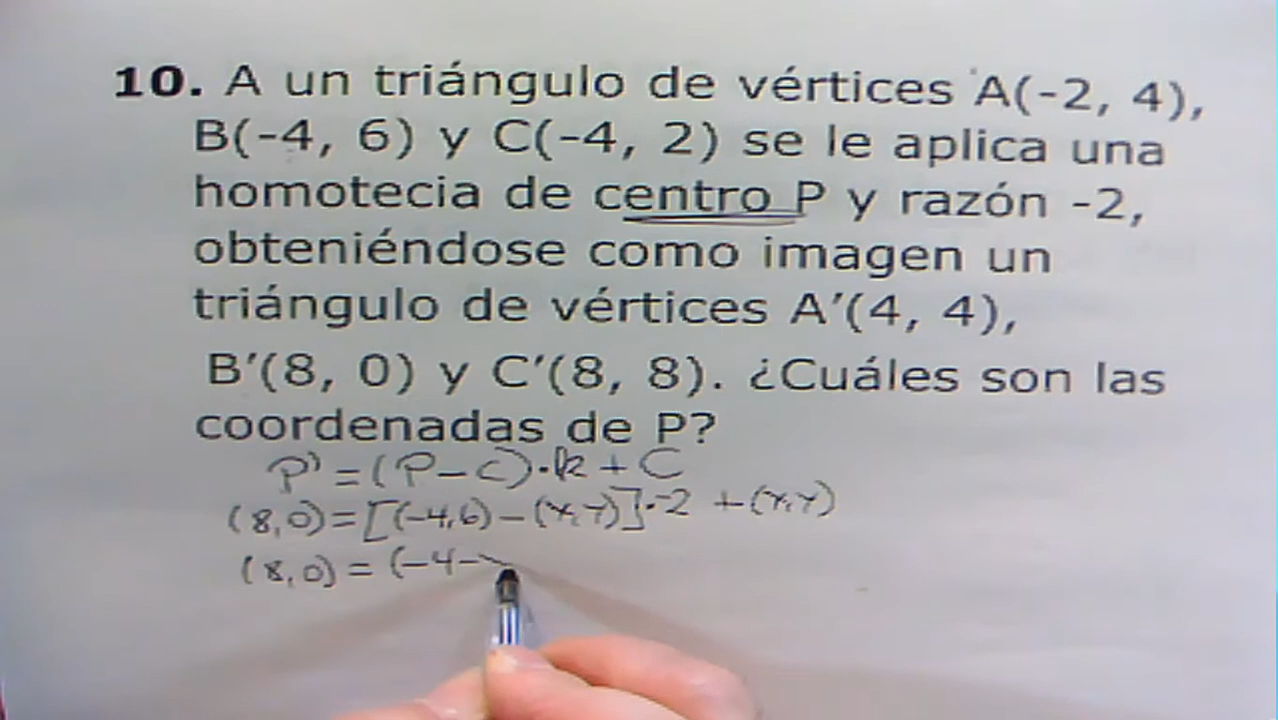 10. A un triángulo de vértices A(-2, 4),
B(-4, 6) y C(-4, 2) se le aplica una
homotecia de centro P y razón -2,
obteniéndose como imagen un
triángulo de vértices A′(4, 4),
B′(8, 0) y C′(8, 8). ¿Cuáles son las
coordenadas de P?
P' = (P - C)·k + C
(8,0) = [(-4,6) - (x,y)]·-2 + (x,y)
(8,0) = (-4-x